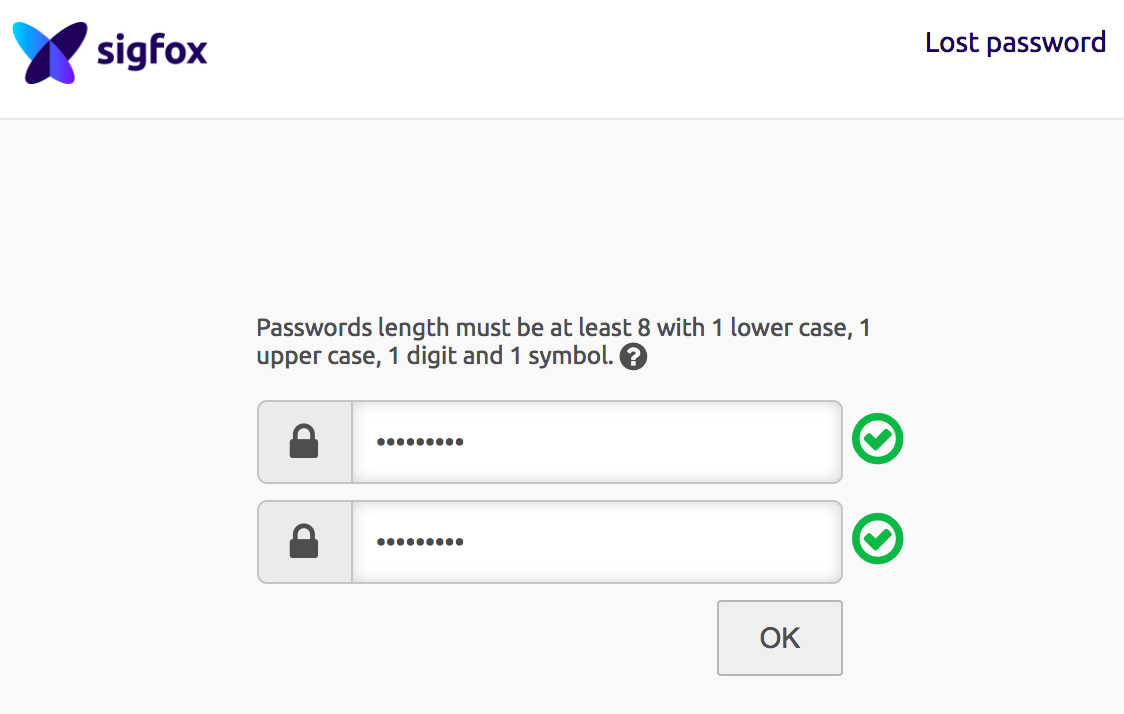 sigfox
Lost password
Passwords length must be at least 8 with 1 lower case, 1
upper case, 1 digit and 1 symbol. ?
•••••••••
•••••••••
OK